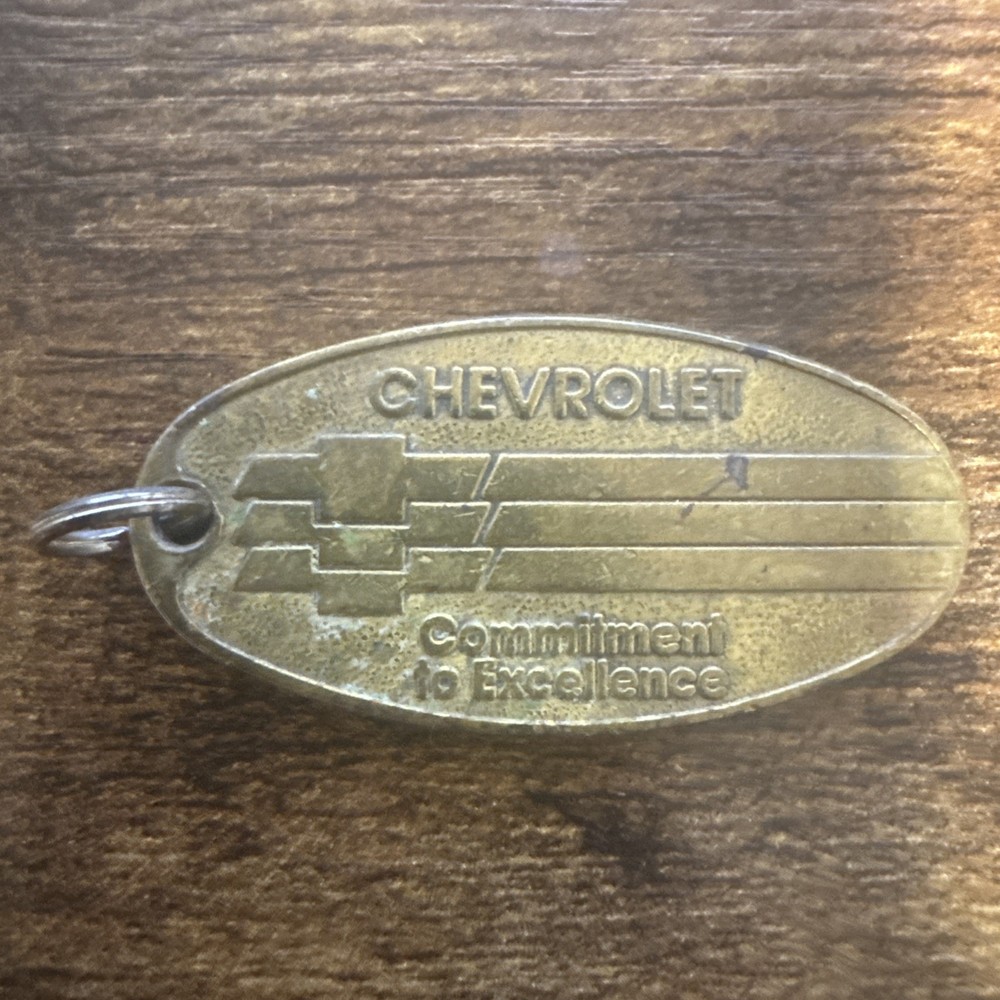 CHEVROLET
Commitment
to Excellence